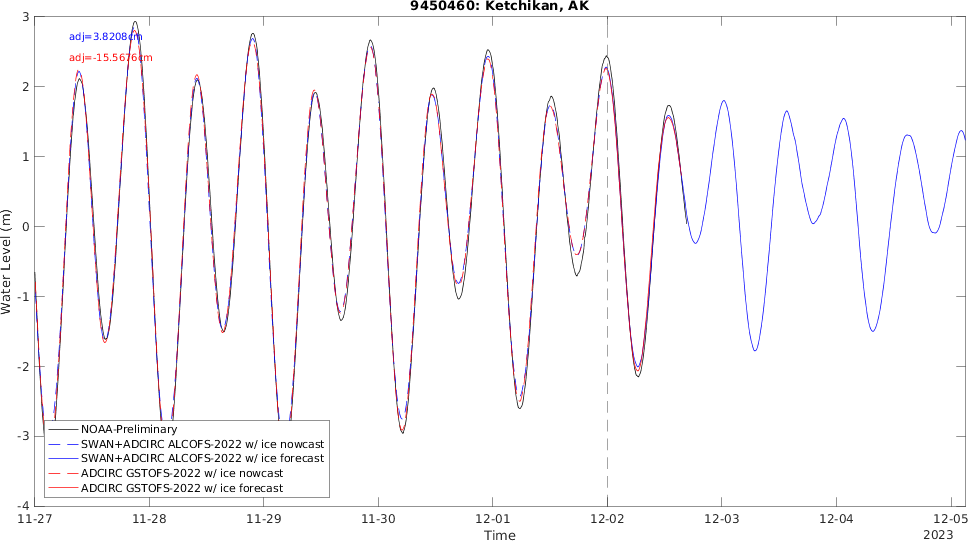 9450460: Ketchikan, AK
adj=3.8208cm
adj=-15.5676cm
3
2
1
0
-1
-2
-3
-4
Water Level (m)
NOAA-Preliminary
SWAN+ADCIRC ALCOFS-2022 w/ ice nowcast
SWAN+ADCIRC ALCOFS-2022 w/ ice forecast
ADCIRC GSTOFS-2022 w/ ice nowcast
ADCIRC GSTOFS-2022 w/ ice forecast
11-27 11-28 11-29 11-30 12-01 12-02 12-03 12-04 12-05
Time
2023